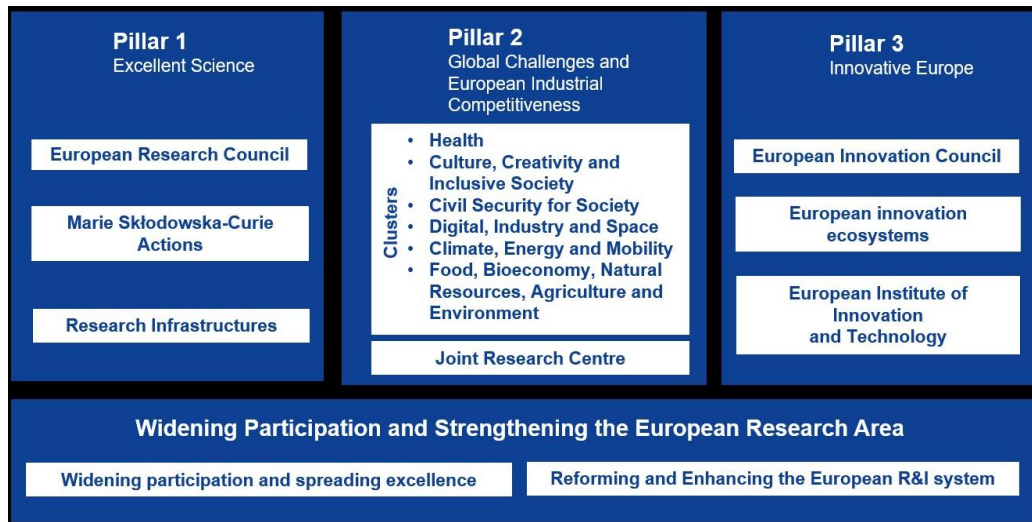 Pillar 1
Excellent Science
European Research Council
Marie Skłodowska-Curie
Actions
Research Infrastructures
Pillar 2
Global Challenges and
European Industrial
Competitiveness
Clusters
• Health
• Culture, Creativity and
Inclusive Society
• Civil Security for Society
• Digital, Industry and Space
• Climate, Energy and Mobility
• Food, Bioeconomy, Natural
Resources, Agriculture and
Environment
Joint Research Centre
Pillar 3
Innovative Europe
European Innovation Council
European innovation
ecosystems
European Institute of
Innovation
and Technology
Widening Participation and Strengthening the European Research Area
Widening participation and spreading excellence
Reforming and Enhancing the European R&I system